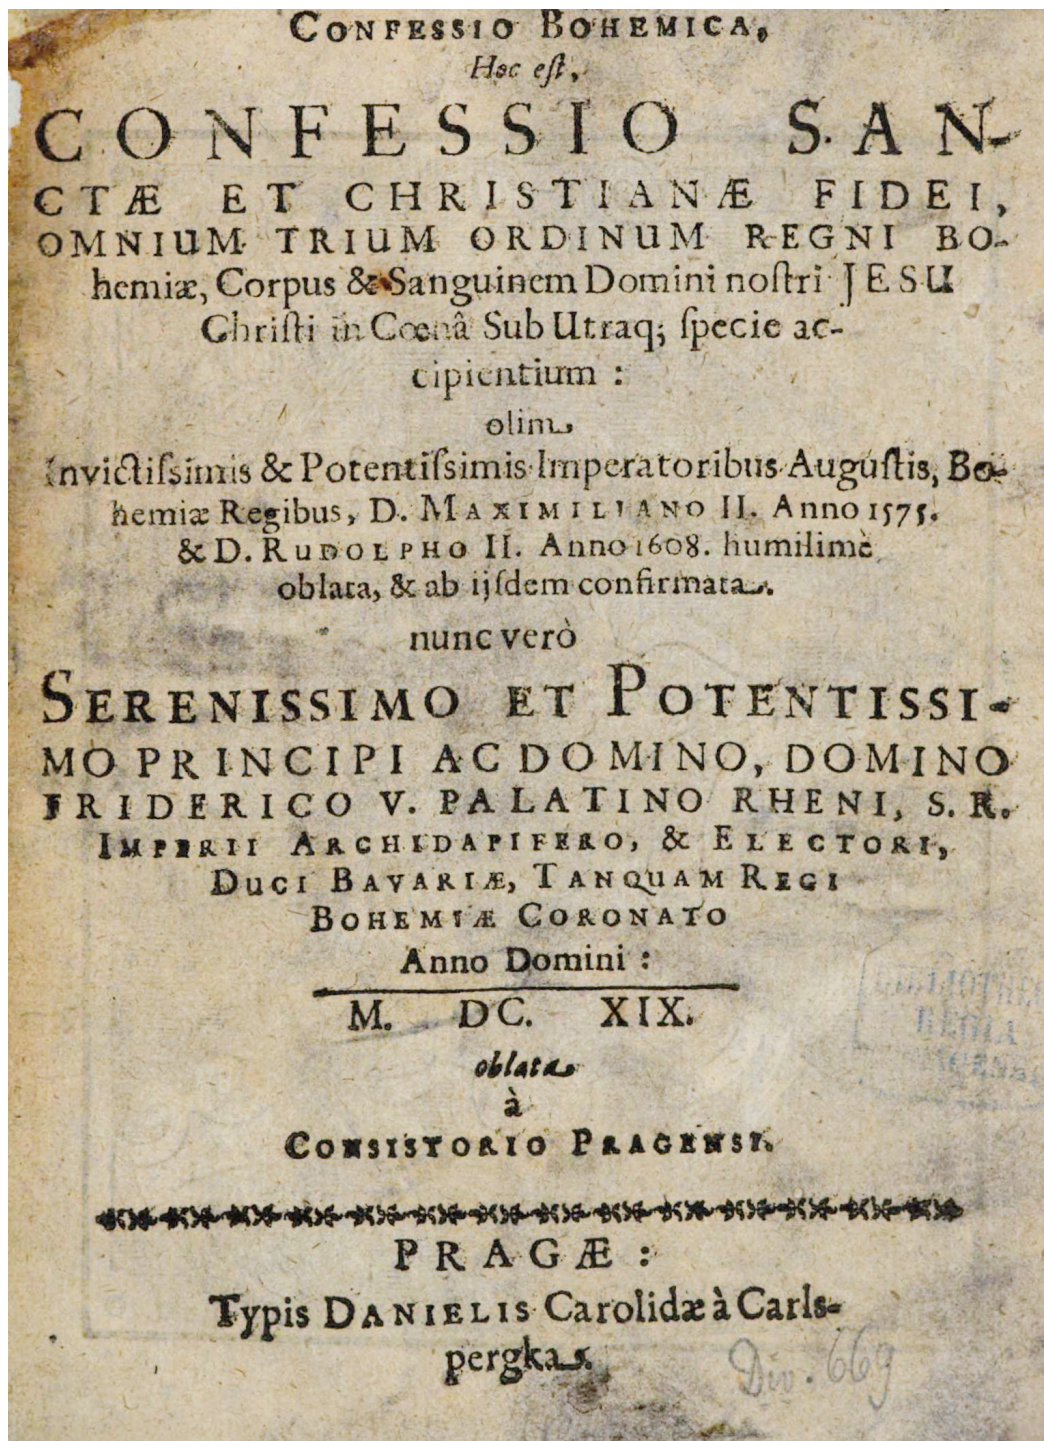 CONFESSIO BOHEMICA,
Hoc eſt,
CONFESSIO SAN-
CTÆ ET CHRISTIANÆ FIDEI,
OMNIUM TRIUM ORDINUM REGNI BO-
hemiæ, Corpus & Sanguinem Domini noſtri JESU
Chriſti in Cœnâ Sub Utraq; ſpecie ac-
cipientium :
olim,
Invictiſsimis & Potentiſsimis Imperatoribus Auguſtis, Bo-
hemiæ Regibus, D. MAXIMILIANO II. Anno 1575.
& D. RUDOLPHO II. Anno 1608. humilimè
oblata, & ab ijſdem confirmata.
nunc verò
SERENISSIMO ET POTENTISSI-
MO PRINCIPI AC DOMINO, DOMINO
FRIDERICO V. PALATINO RHENI, S. R.
IMPERII ARCHIDAPIFERO, & ELECTORI,
DUCI BAVARIÆ, TANQUAM REGI
BOHEMIÆ CORONATO
Anno Domini :
M. DC. XIX.
oblata
à
CONSISTORIO PRAGENSI.
PRAGÆ :
Typis DANIELIS Carolidæ à Carls-
pergka.
Div. 669